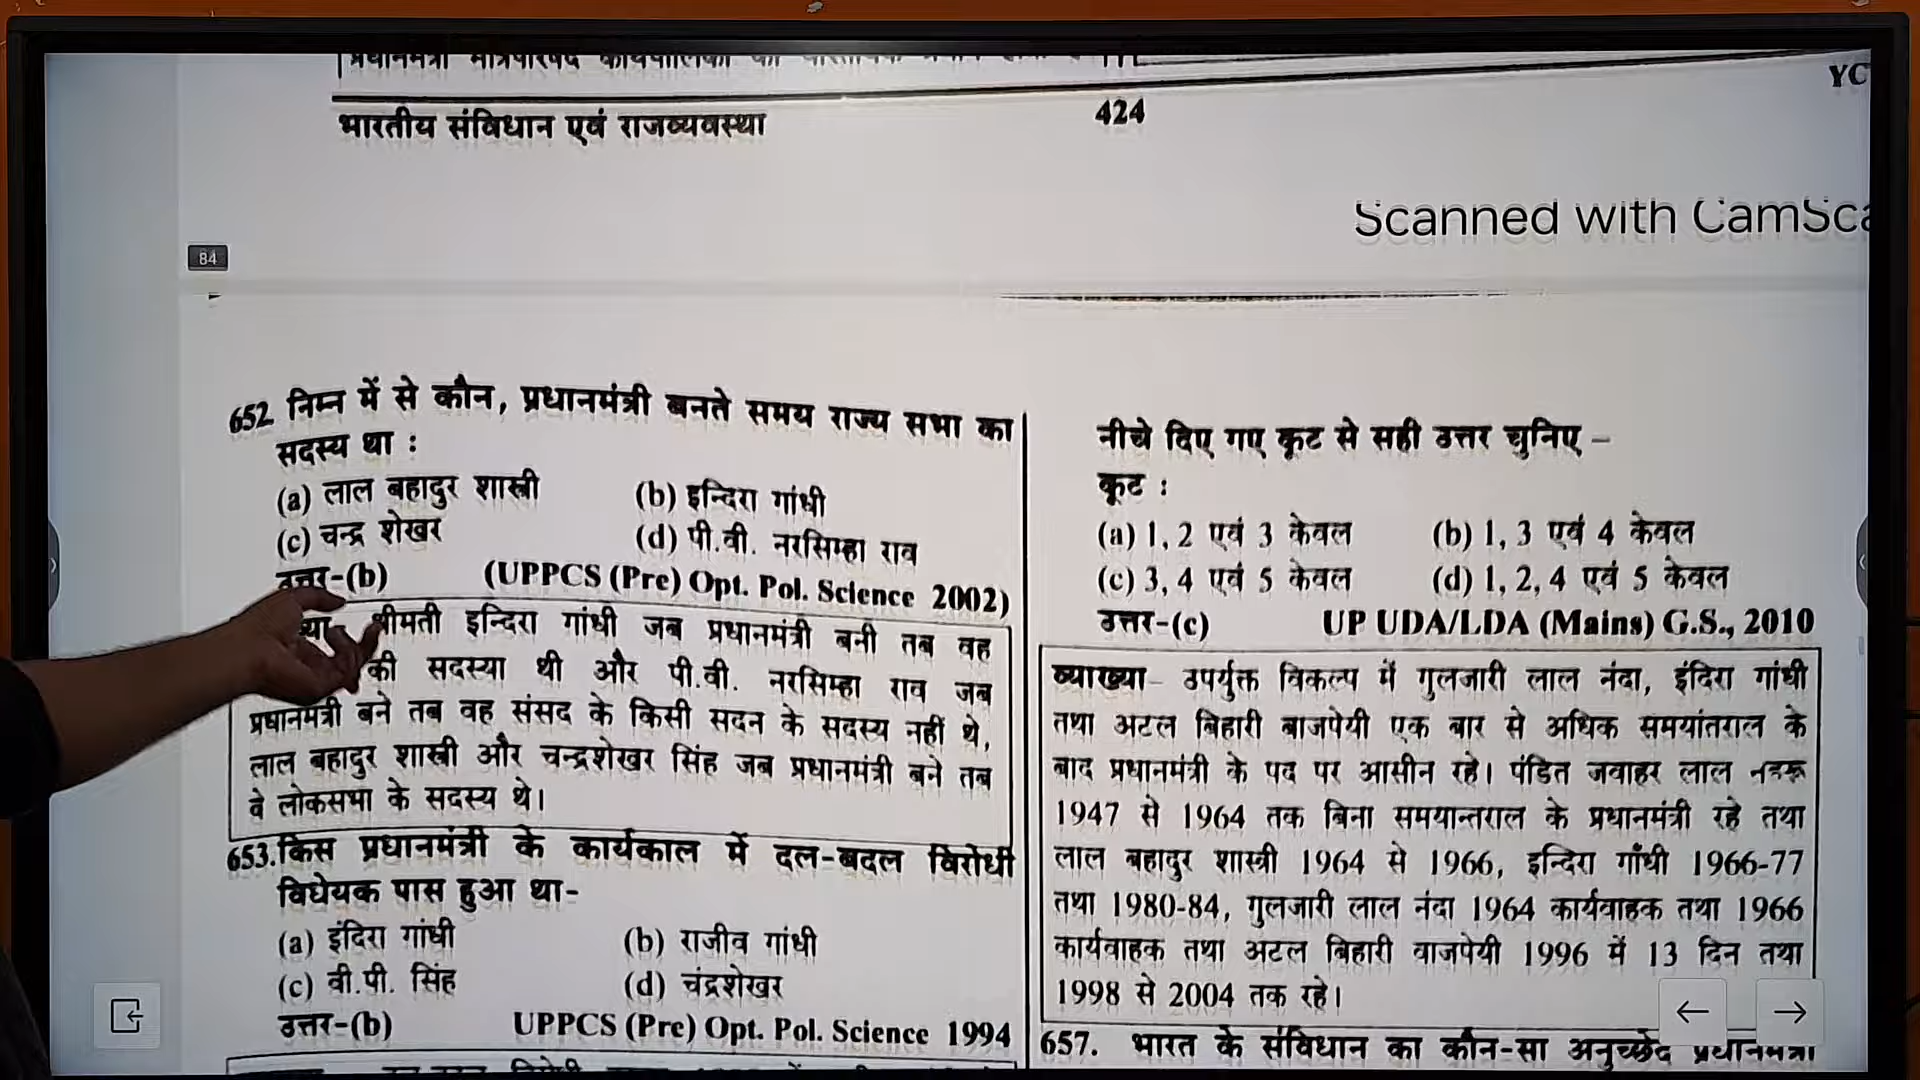 भारतीय संविधान एवं राजव्यवस्था
424
YC
Scanned with CamSca
84
652. निम्न में से कौन, प्रधानमंत्री बनते समय राज्य सभा का
सदस्य था :
(a) लाल बहादुर शास्त्री (b) इन्दिरा गांधी
(c) चन्द्र शेखर (d) पी.वी. नरसिम्हा राव
उत्तर-(b) (UPPCS (Pre) Opt. Pol. Science 2002)
श्रीमती इन्दिरा गांधी जब प्रधानमंत्री बनी तब वह
की सदस्या थी और पी.वी. नरसिम्हा राव जब
प्रधानमंत्री बने तब वह संसद के किसी सदन के सदस्य नहीं थे,
लाल बहादुर शास्त्री और चन्द्रशेखर सिंह जब प्रधानमंत्री बने तब
वे लोकसभा के सदस्य थे।
653. किस प्रधानमंत्री के कार्यकाल में दल-बदल विरोधी
विधेयक पास हुआ था-
(a) इंदिरा गांधी (b) राजीव गांधी
(c) वी.पी. सिंह (d) चंद्रशेखर
उत्तर-(b) UPPCS (Pre) Opt. Pol. Science 1994
नीचे दिए गए कूट से सही उत्तर चुनिए –
कूट :
(a) 1, 2 एवं 3 केवल (b) 1, 3 एवं 4 केवल
(c) 3, 4 एवं 5 केवल (d) 1, 2, 4 एवं 5 केवल
उत्तर-(c) UP UDA/LDA (Mains) G.S., 2010
व्याख्या– उपर्युक्त विकल्प में गुलजारी लाल नंदा, इंदिरा गांधी
तथा अटल बिहारी बाजपेयी एक बार से अधिक समयांतराल के
बाद प्रधानमंत्री के पद पर आसीन रहे। पंडित जवाहर लाल नेहरू
1947 से 1964 तक बिना समयान्तराल के प्रधानमंत्री रहे तथा
लाल बहादुर शास्त्री 1964 से 1966, इन्दिरा गाँधी 1966-77
तथा 1980-84, गुलजारी लाल नंदा 1964 कार्यवाहक तथा 1966
कार्यवाहक तथा अटल बिहारी वाजपेयी 1996 में 13 दिन तथा
1998 से 2004 तक रहे।
657. भारत के संविधान का कौन-सा अनुच्छेद प्रधानमंत्री